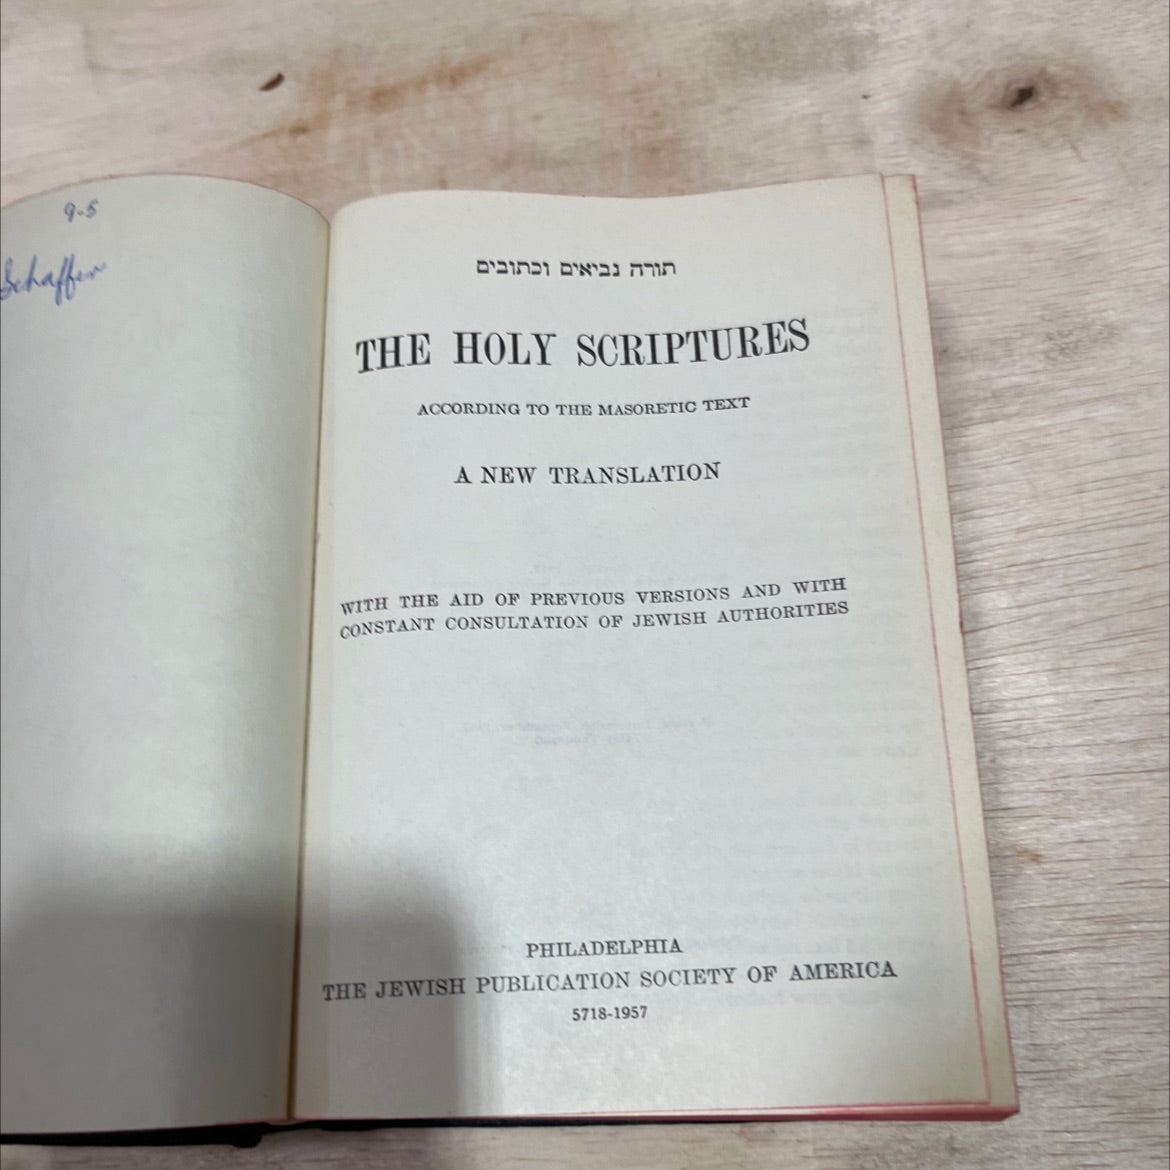 9-5
Schaffer
תורה נביאים וכתובים
THE HOLY SCRIPTURES
ACCORDING TO THE MASORETIC TEXT
A NEW TRANSLATION
WITH THE AID OF PREVIOUS VERSIONS AND WITH
CONSTANT CONSULTATION OF JEWISH AUTHORITIES
PHILADELPHIA
THE JEWISH PUBLICATION SOCIETY OF AMERICA
5718-1957